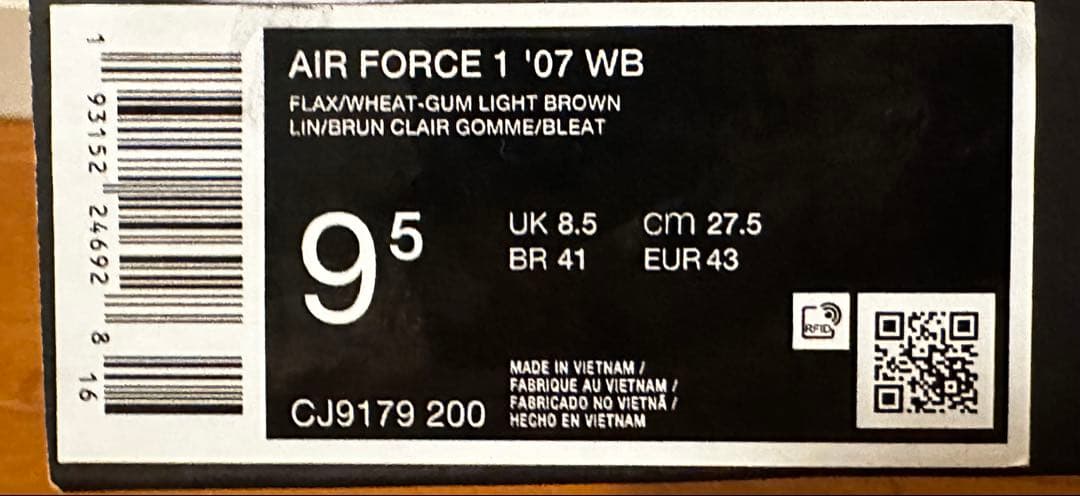 1 93152 24692 8 16
AIR FORCE 1 '07 WB
FLAX/WHEAT-GUM LIGHT BROWN
LIN/BRUN CLAIR GOMME/BLEAT
9⁵
UK 8.5 cm 27.5
BR 41 EUR 43
RFID
MADE IN VIETNAM /
FABRIQUE AU VIETNAM /
FABRICADO NO VIETNÃ /
HECHO EN VIETNAM
CJ9179 200